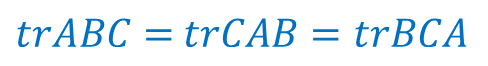 trABC = trCAB = trBCA